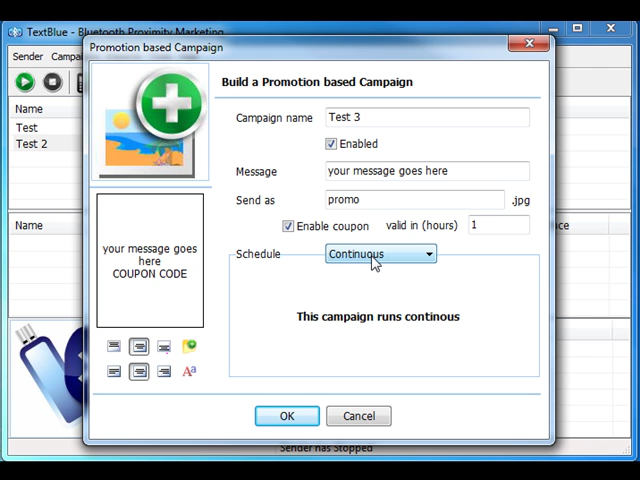 TextBlue - Bluetooth Proximity Marketing
Promotion based Campaign
Sender
Name
Test
Test 2
Name
Build a Promotion based Campaign
Campaign name
Test 3
Enabled
Message
your message goes here
Send as
promo
.jpg
Enable coupon
valid in (hours)
1
Schedule
Continuous
This campaign runs continous
your message goes
here
COUPON CODE
OK
Cancel
Sender has Stopped